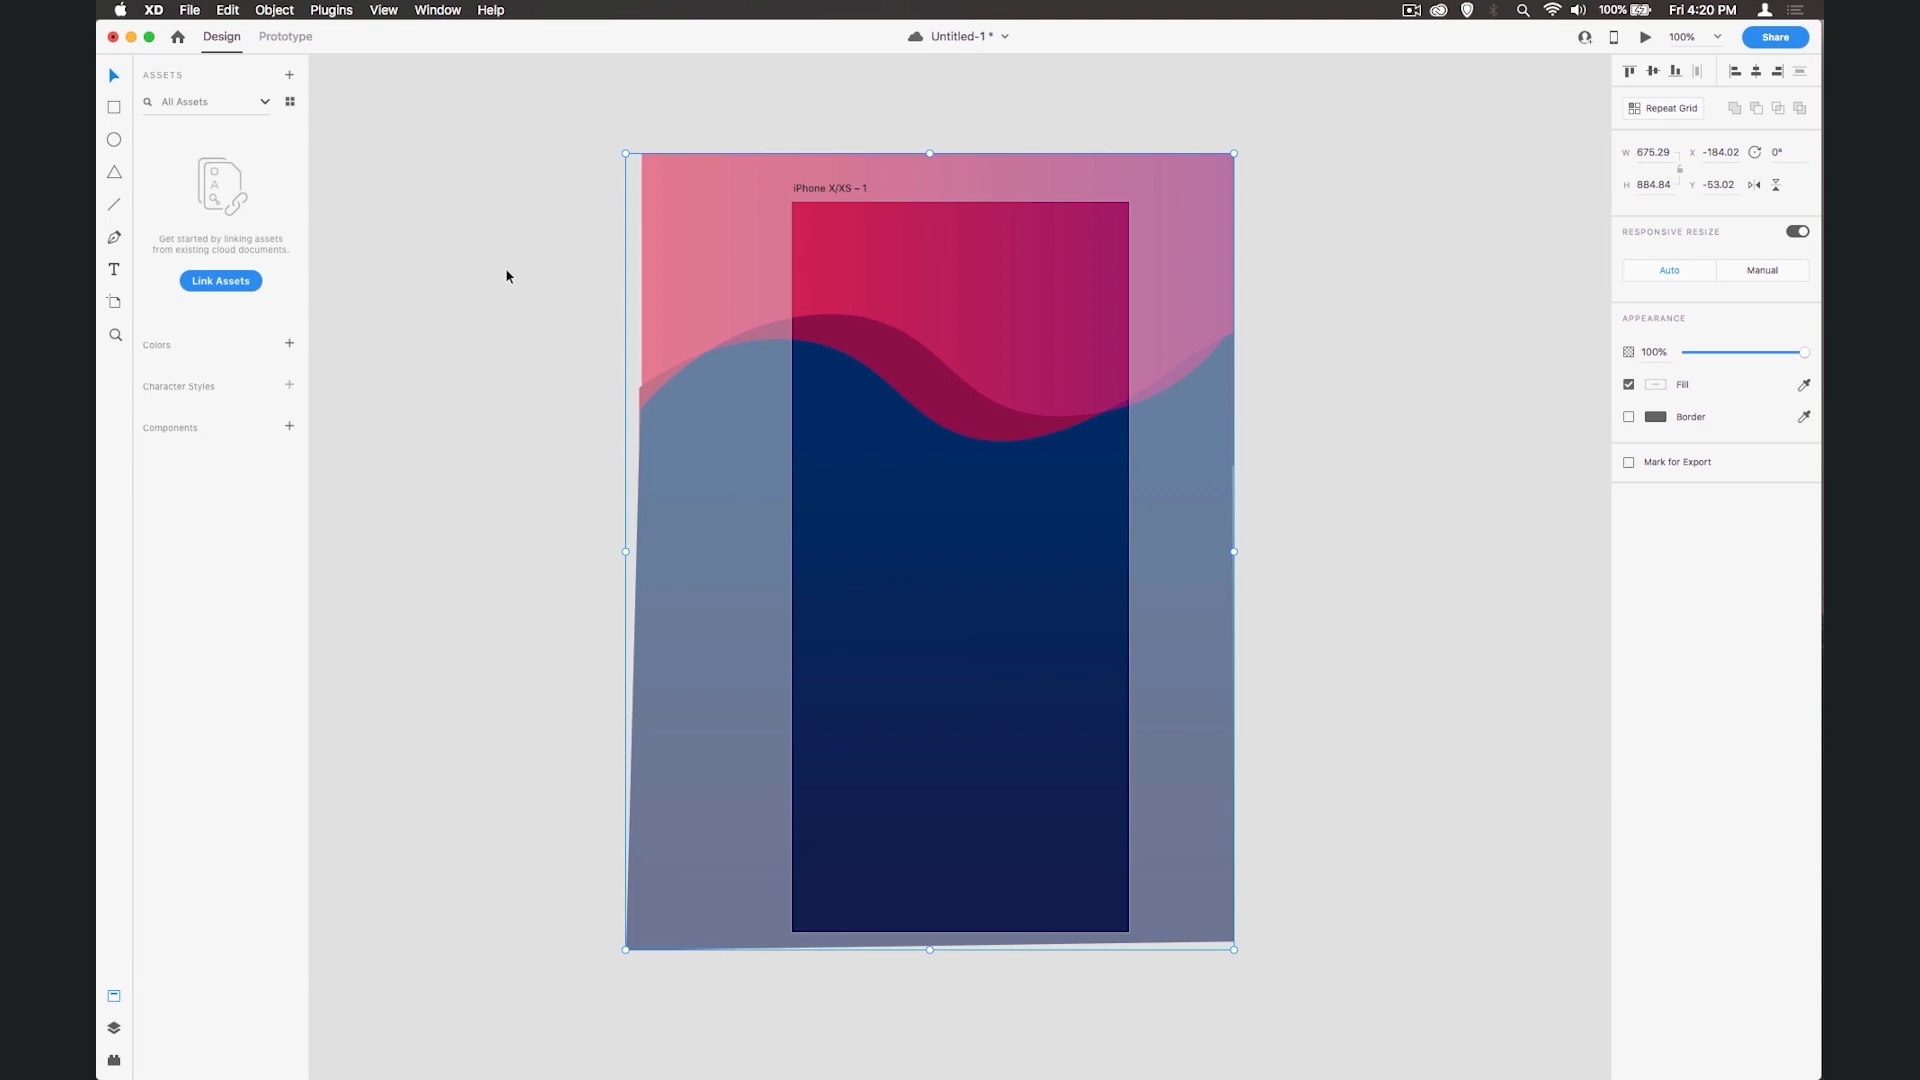 XD File Edit Object Plugins View Window Help 100% Fri 4:20 PM
Design Prototype Untitled-1 * 100% Share
ASSETS
All Assets
Get started by linking assets
from existing cloud documents.
Link Assets
Colors
Character Styles
Components
iPhone X/XS – 1
Repeat Grid
W 675.29 X -184.02 0°
H 884.84 Y -53.02
RESPONSIVE RESIZE
Auto Manual
APPEARANCE
100%
Fill
Border
Mark for Export